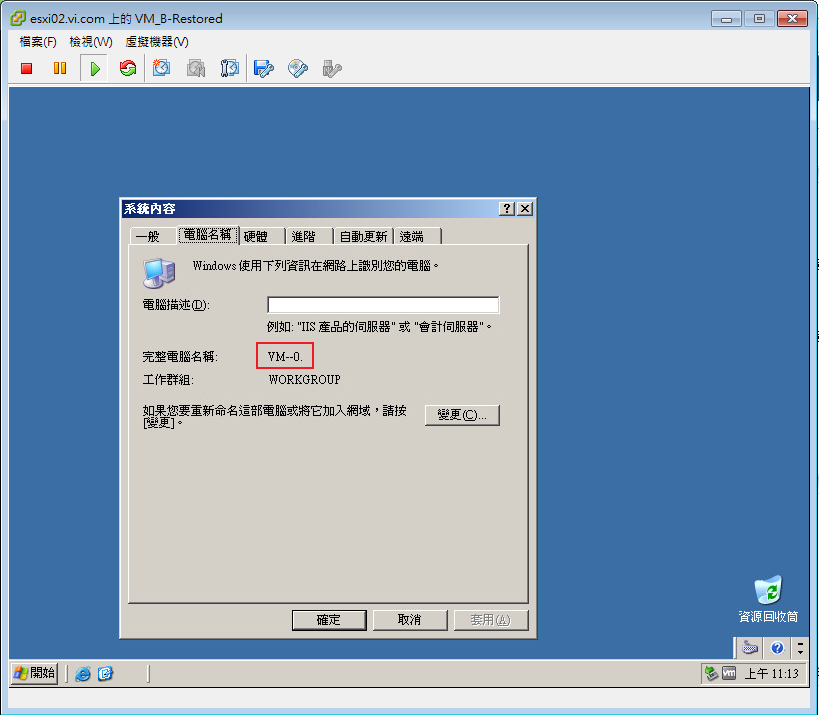 esxi02.vi.com 上的 VM_B-Restored
檔案(F) 檢視(W) 虛擬機器(V)
系統內容
一般 電腦名稱 硬體 進階 自動更新 遠端
Windows 使用下列資訊在網路上識別您的電腦。
電腦描述(D):
例如: "IIS 產品的伺服器" 或 "會計伺服器"。
完整電腦名稱: VM--0.
工作群組: WORKGROUP
如果您要重新命名這部電腦或將它加入網域，請按
[變更]。
變更(C)...
確定 取消 套用(A)
資源回收筒
開始
vm
上午 11:13